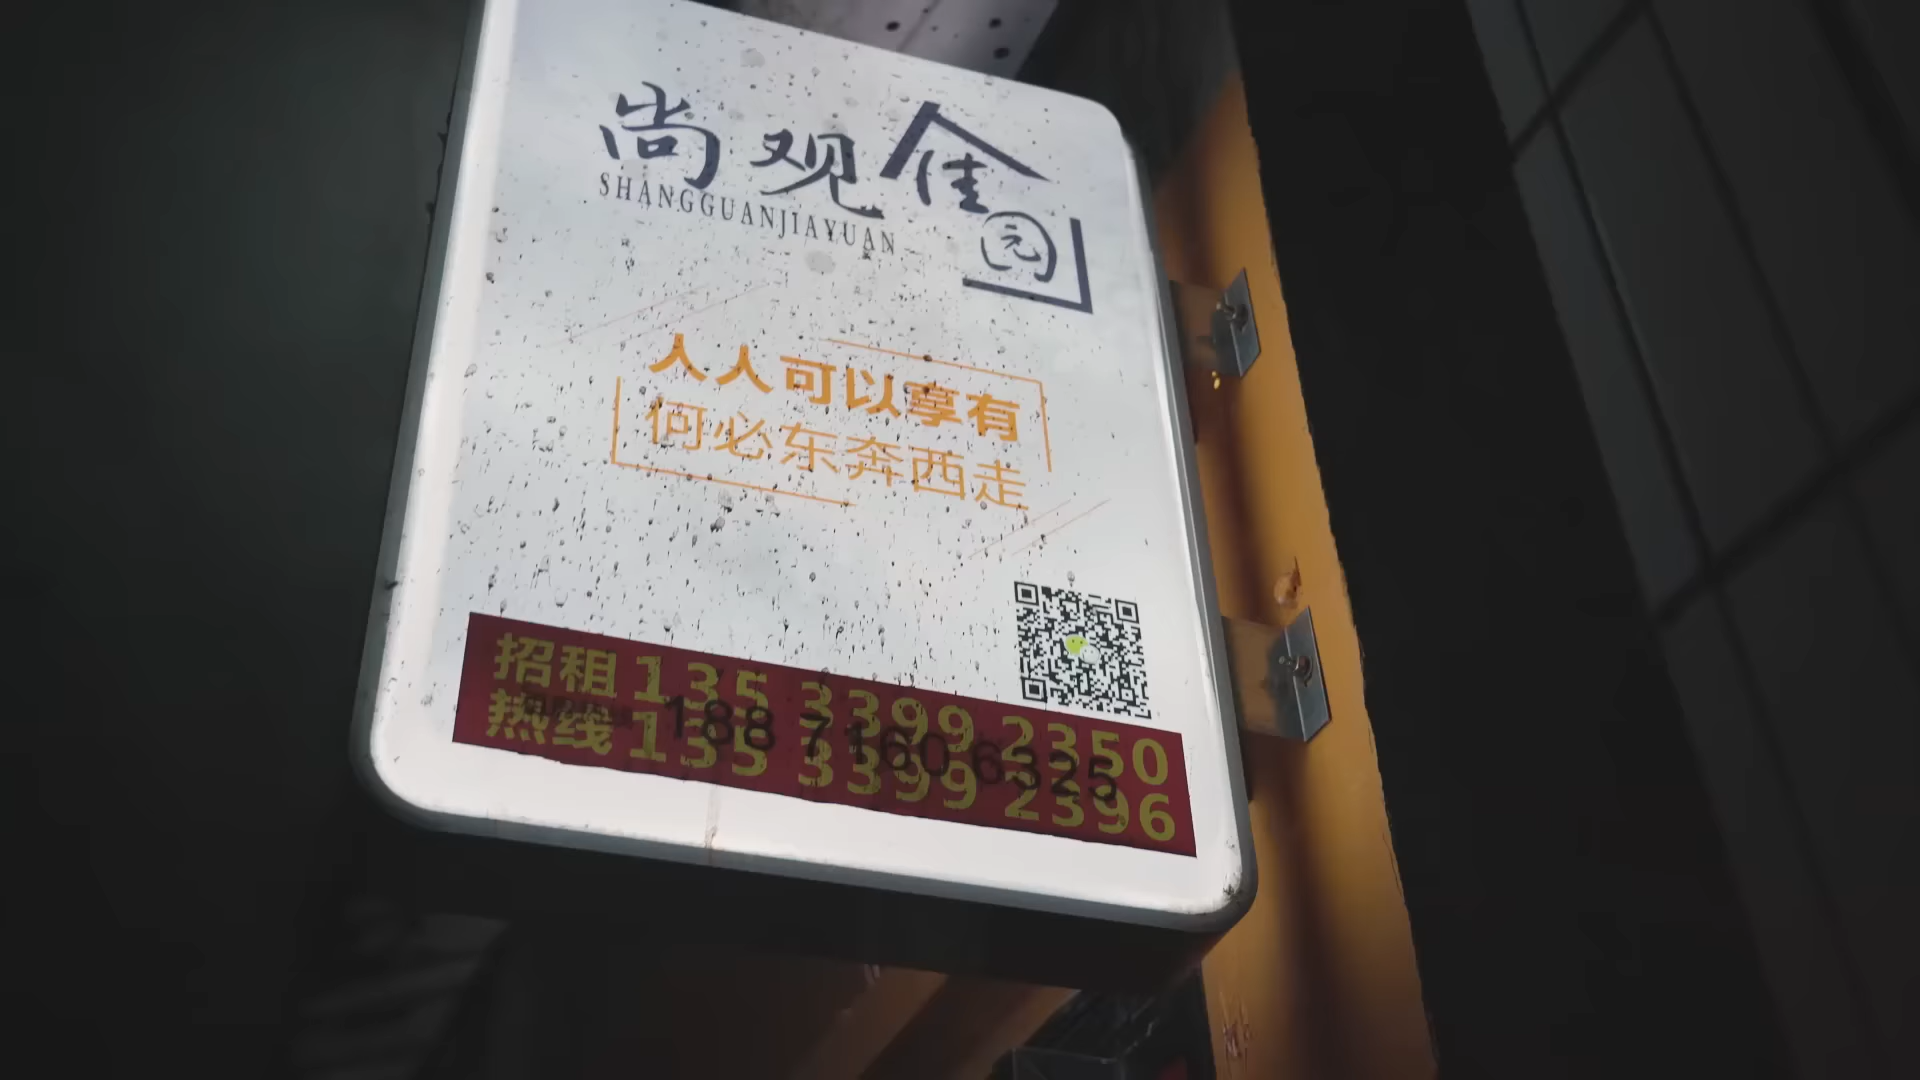 尚观佳园
SHANGGUANJIAYUAN
人人可以享有
何必东奔西走
招租 135 3399 2350
188 7160 6325
热线 135 3399 2396